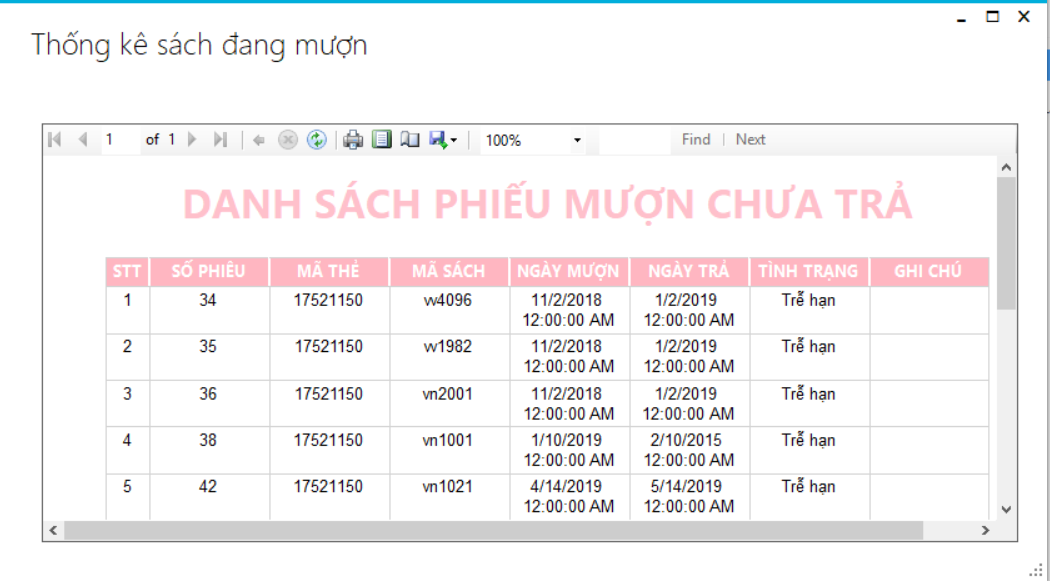 Thống kê sách đang mượn
1 of 1 100% Find Next
DANH SÁCH PHIẾU MƯỢN CHƯA TRẢ
STT SỐ PHIẾU MÃ THẺ MÃ SÁCH NGÀY MƯỢN NGÀY TRẢ TÌNH TRẠNG GHI CHÚ
1 34 17521150 vv4096 11/2/2018 1/2/2019 Trễ hạn
12:00:00 AM 12:00:00 AM
2 35 17521150 vv1982 11/2/2018 1/2/2019 Trễ hạn
12:00:00 AM 12:00:00 AM
3 36 17521150 vn2001 11/2/2018 1/2/2019 Trễ hạn
12:00:00 AM 12:00:00 AM
4 38 17521150 vn1001 1/10/2019 2/10/2015 Trễ hạn
12:00:00 AM 12:00:00 AM
5 42 17521150 vn1021 4/14/2019 5/14/2019 Trễ hạn
12:00:00 AM 12:00:00 AM